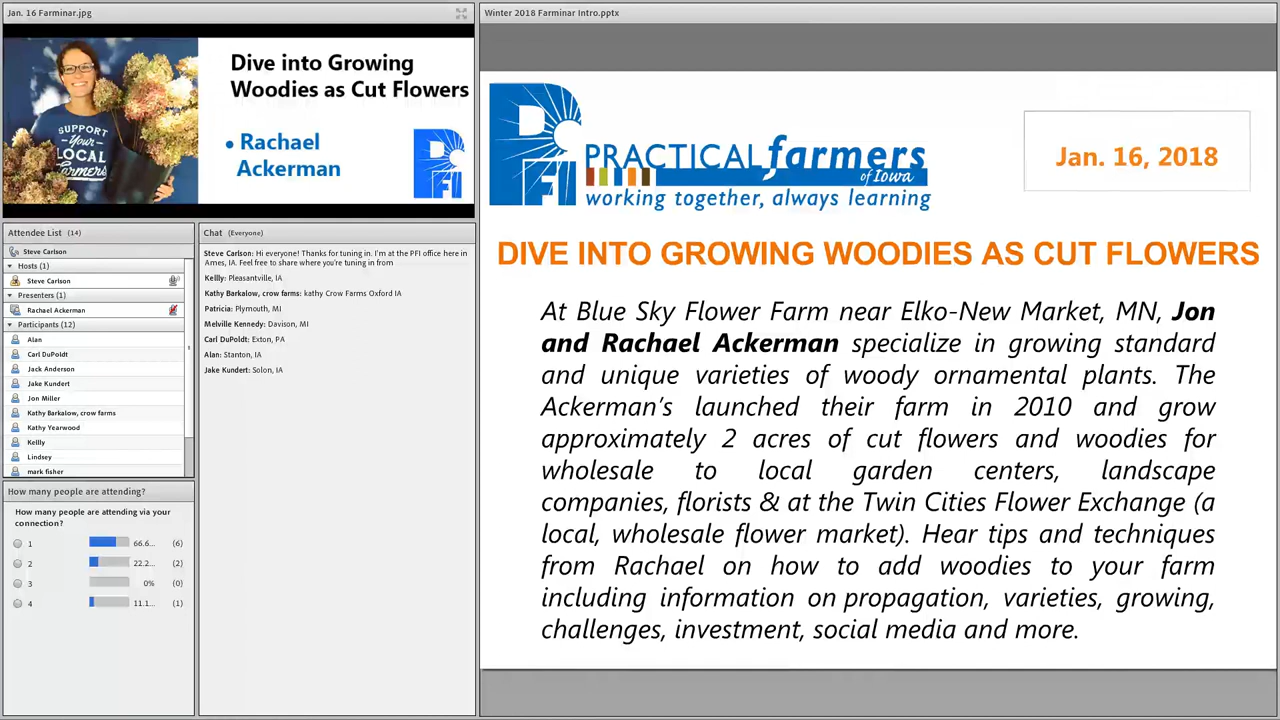 Jan. 16 Farminar.jpg
Dive into Growing
Woodies as Cut Flowers
• Rachael
Ackerman
SUPPORT
Your
LOCAL
Farmers
PFI
Attendee List (14)
Steve Carlson
Hosts (1)
Steve Carlson
Presenters (1)
Rachael Ackerman
Participants (12)
Alan
Carl DuPoldt
Jack Anderson
Jake Kundert
Jon Miller
Kathy Barkalow, crow farms
Kathy Yearwood
Kellly
Lindsey
mark fisher
Chat (Everyone)
Steve Carlson: Hi everyone! Thanks for tuning in. I'm at the PFI office here in
Ames, IA. Feel free to share where you're tuning in from
Kellly: Pleasantville, IA
Kathy Barkalow, crow farms: kathy Crow Farms Oxford IA
Patricia: Plymouth, MI
Melville Kennedy: Davison, MI
Carl DuPoldt: Exton, PA
Alan: Stanton, IA
Jake Kundert: Solon, IA
How many people are attending?
How many people are attending via your
connection?
1 66.6... (6)
2 22.2... (2)
3 0% (0)
4 11.1... (1)
Winter 2018 Farminar Intro.pptx
PFI
PRACTICAL farmers
of Iowa
working together, always learning
Jan. 16, 2018
DIVE INTO GROWING WOODIES AS CUT FLOWERS
At Blue Sky Flower Farm near Elko-New Market, MN, Jon
and Rachael Ackerman specialize in growing standard
and unique varieties of woody ornamental plants. The
Ackerman's launched their farm in 2010 and grow
approximately 2 acres of cut flowers and woodies for
wholesale to local garden centers, landscape
companies, florists & at the Twin Cities Flower Exchange (a
local, wholesale flower market). Hear tips and techniques
from Rachael on how to add woodies to your farm
including information on propagation, varieties, growing,
challenges, investment, social media and more.